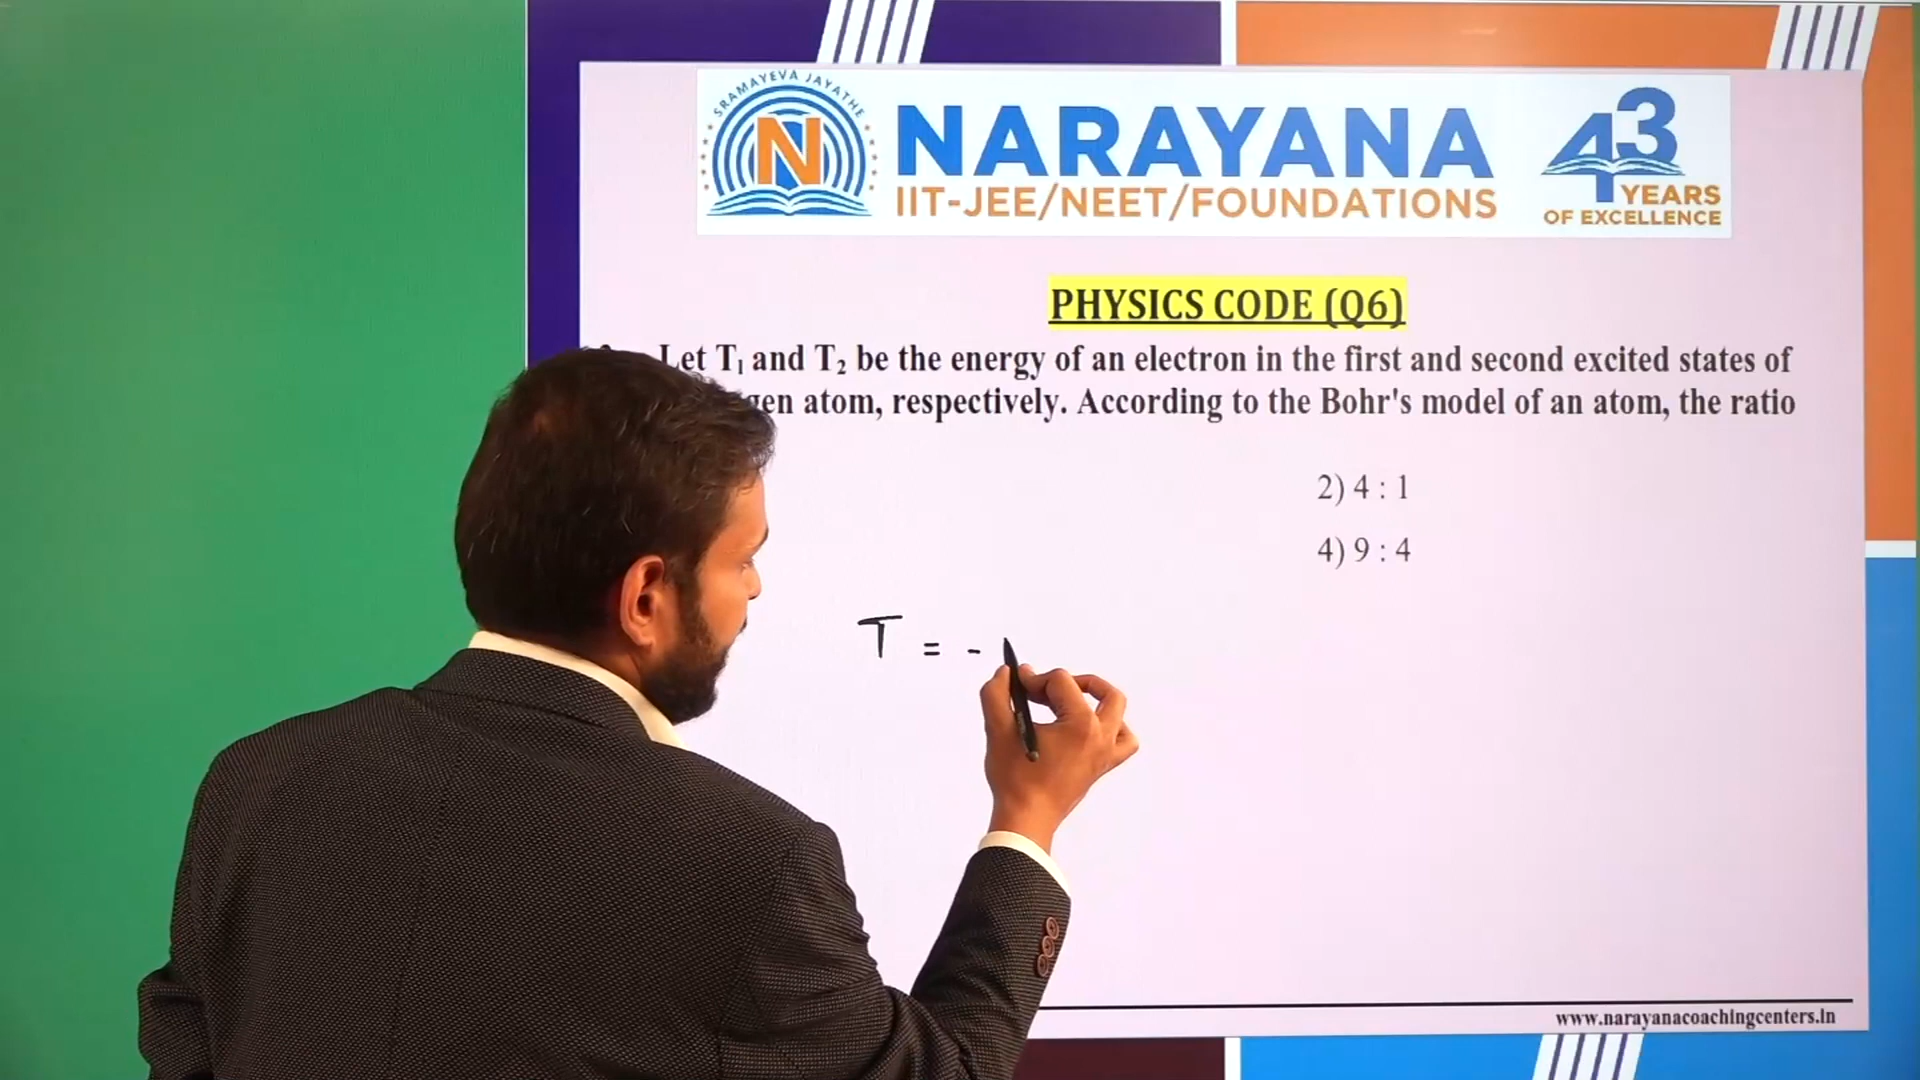 SRAMAYEVA JAYATHE
N
NARAYANA
IIT-JEE/NEET/FOUNDATIONS
43
YEARS
OF EXCELLENCE
PHYSICS CODE (Q6)
Let T₁ and T₂ be the energy of an electron in the first and second excited states of
gen atom, respectively. According to the Bohr's model of an atom, the ratio
2) 4 : 1
4) 9 : 4
T = -
www.narayanacoachingcenters.in